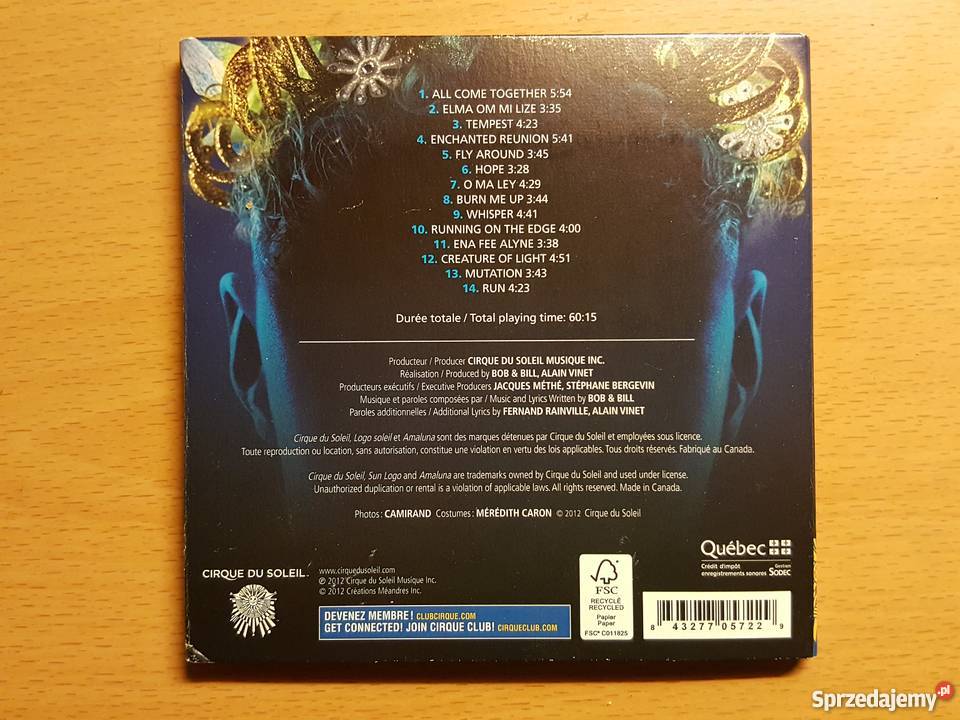 1. ALL COME TOGETHER 5:54
2. ELMA OM MI LIZE 3:35
3. TEMPEST 4:23
4. ENCHANTED REUNION 5:41
5. FLY AROUND 3:45
6. HOPE 3:28
7. O MA LEY 4:29
8. BURN ME UP 3:44
9. WHISPER 4:41
10. RUNNING ON THE EDGE 4:00
11. ENA FEE ALYNE 3:38
12. CREATURE OF LIGHT 4:51
13. MUTATION 3:43
14. RUN 4:23
Durée totale / Total playing time: 60:15
Producteur / Producer CIRQUE DU SOLEIL MUSIQUE INC.
Réalisation / Produced by BOB & BILL, ALAIN VINET
Producteurs exécutifs / Executive Producers JACQUES MÉTHÉ, STÉPHANE BERGEVIN
Musique et paroles composées par / Music and Lyrics Written by BOB & BILL
Paroles additionnelles / Additional Lyrics by FERNAND RAINVILLE, ALAIN VINET
Cirque du Soleil, Logo soleil et Amaluna sont des marques détenues par Cirque du Soleil et employées sous licence.
Toute reproduction ou location, sans autorisation, constitue une violation en vertu des lois applicables. Tous droits réservés. Fabriqué au Canada.
Cirque du Soleil, Sun Logo and Amaluna are trademarks owned by Cirque du Soleil and used under license.
Unauthorized duplication or rental is a violation of applicable laws. All rights reserved. Made in Canada.
Photos : CAMIRAND Costumes : MÉRÉDITH CARON © 2012 Cirque du Soleil
CIRQUE DU SOLEIL
www.cirquedusoleil.com
℗ 2012 Cirque du Soleil Musique Inc.
© 2012 Créations Méandres Inc.
DEVENEZ MEMBRE ! CLUBCIRQUE.COM
GET CONNECTED! JOIN CIRQUE CLUB! CIRQUECLUB.COM
FSC
RECYCLÉ
RECYCLED
Papier
Paper
FSC® C011825
Québec
Crédit d'impôt
enregistrements sonores
Gestion
SODEC
8 43277 05722 9
Sprzedajemy.pl